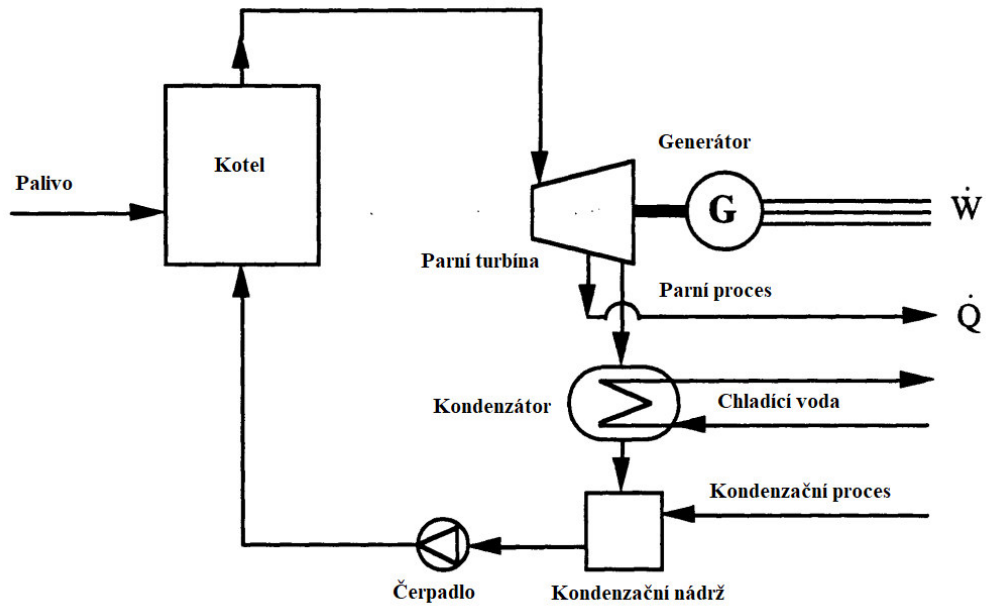 Generátor
Kotel
Palivo
G
Ẇ
Parní turbína
Parní proces
Q̇
Kondenzátor
Chladící voda
Kondenzační proces
Čerpadlo
Kondenzační nádrž